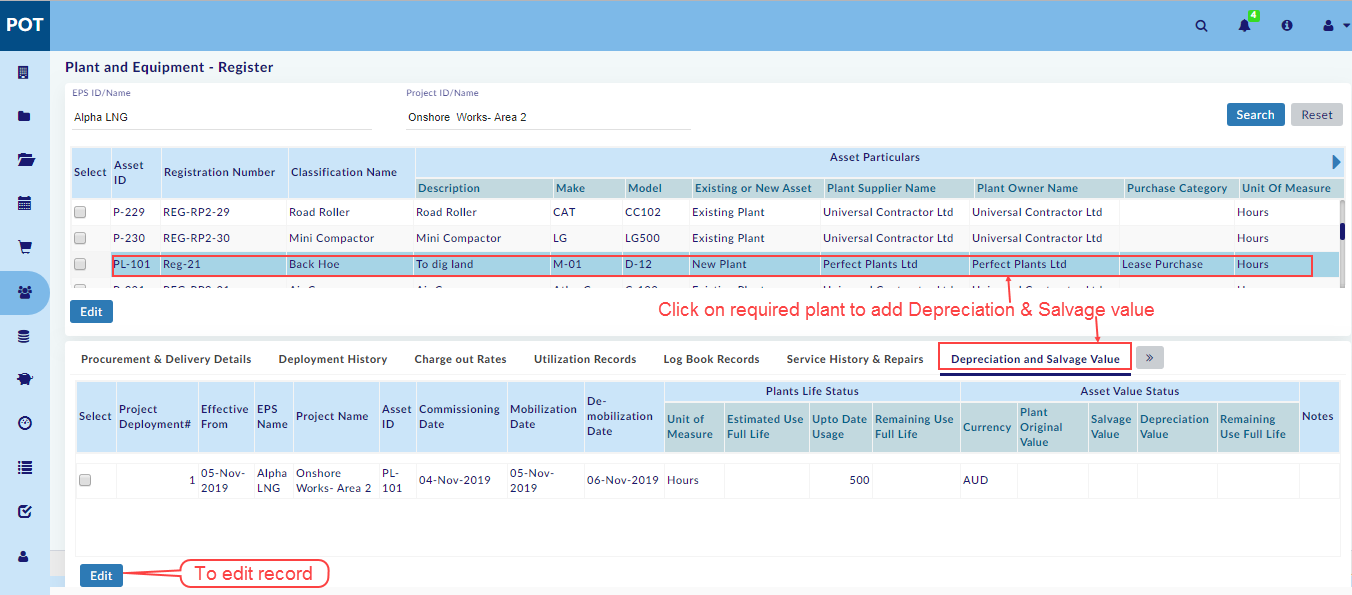 POT
4
Plant and Equipment - Register
EPS ID/Name
Project ID/Name
Alpha LNG
Onshore Works- Area 2
Search
Reset
Select
Asset ID
Registration Number
Classification Name
Asset Particulars
Description
Make
Model
Existing or New Asset
Plant Supplier Name
Plant Owner Name
Purchase Category
Unit Of Measure
P-229 REG-RP2-29 Road Roller Road Roller CAT CC102 Existing Plant Universal Contractor Ltd Universal Contractor Ltd Hours
P-230 REG-RP2-30 Mini Compactor Mini Compactor LG LG500 Existing Plant Universal Contractor Ltd Universal Contractor Ltd Hours
PL-101 Reg-21 Back Hoe To dig land M-01 D-12 New Plant Perfect Plants Ltd Perfect Plants Ltd Lease Purchase Hours
Edit
Click on required plant to add Depreciation & Salvage value
Procurement & Delivery Details
Deployment History
Charge out Rates
Utilization Records
Log Book Records
Service History & Repairs
Depreciation and Salvage Value
»
Select
Project
Deployment#
Effective
From
EPS
Name
Project Name
Asset
ID
Commissioning
Date
Mobilization
Date
De-
mobilization
Date
Plants Life Status
Unit of
Measure
Estimated Use
Full Life
Upto Date
Usage
Remaining Use
Full Life
Asset Value Status
Currency
Plant
Original
Value
Salvage
Value
Depreciation
Value
Remaining
Use Full Life
Notes
1
05-Nov-
2019
Alpha
LNG
Onshore
Works- Area 2
PL-
101
04-Nov-2019
05-Nov-
2019
06-Nov-2019
Hours
500
AUD
Edit
To edit record